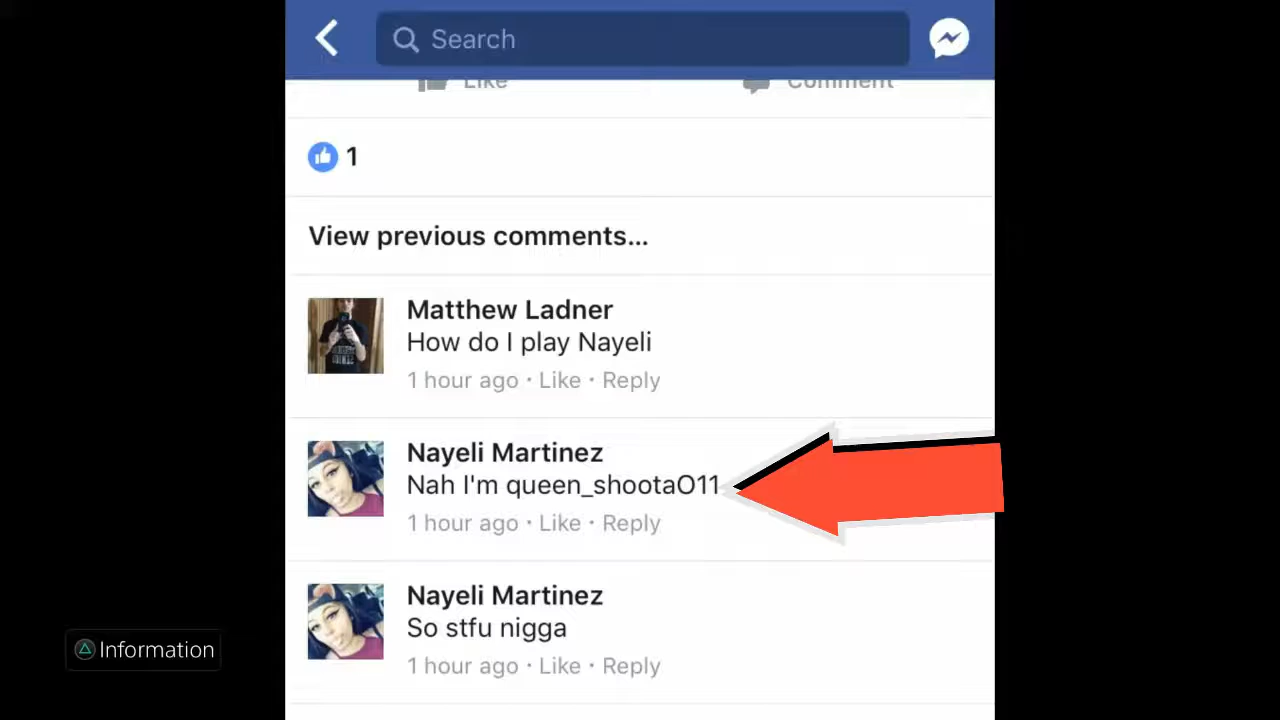 Search
Like Comment
1
View previous comments...
Matthew Ladner
How do I play Nayeli
1 hour ago · Like · Reply
Nayeli Martinez
Nah I'm queen_shootaO11
1 hour ago · Like · Reply
Nayeli Martinez
So stfu nigga
1 hour ago · Like · Reply
Information